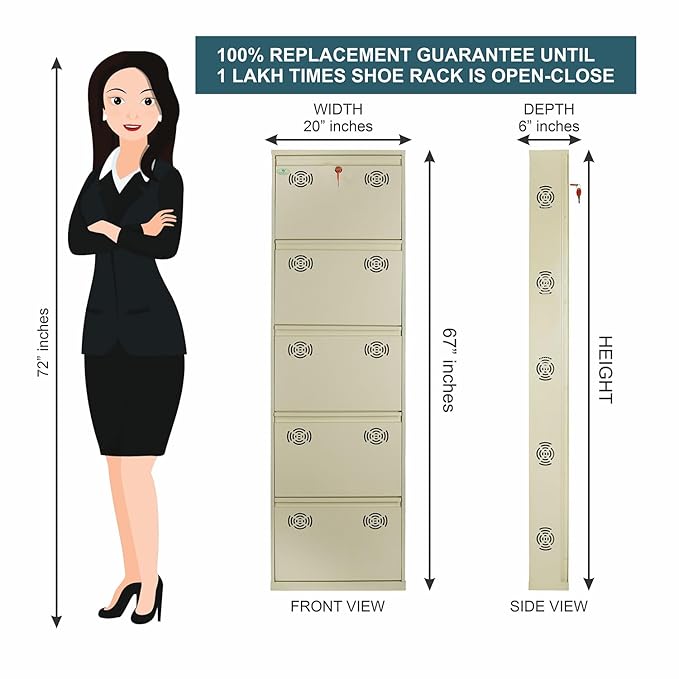 100% REPLACEMENT GUARANTEE UNTIL
1 LAKH TIMES SHOE RACK IS OPEN-CLOSE
WIDTH
20” inches
DEPTH
6” inches
72” inches
67” inches
HEIGHT
FRONT VIEW
SIDE VIEW